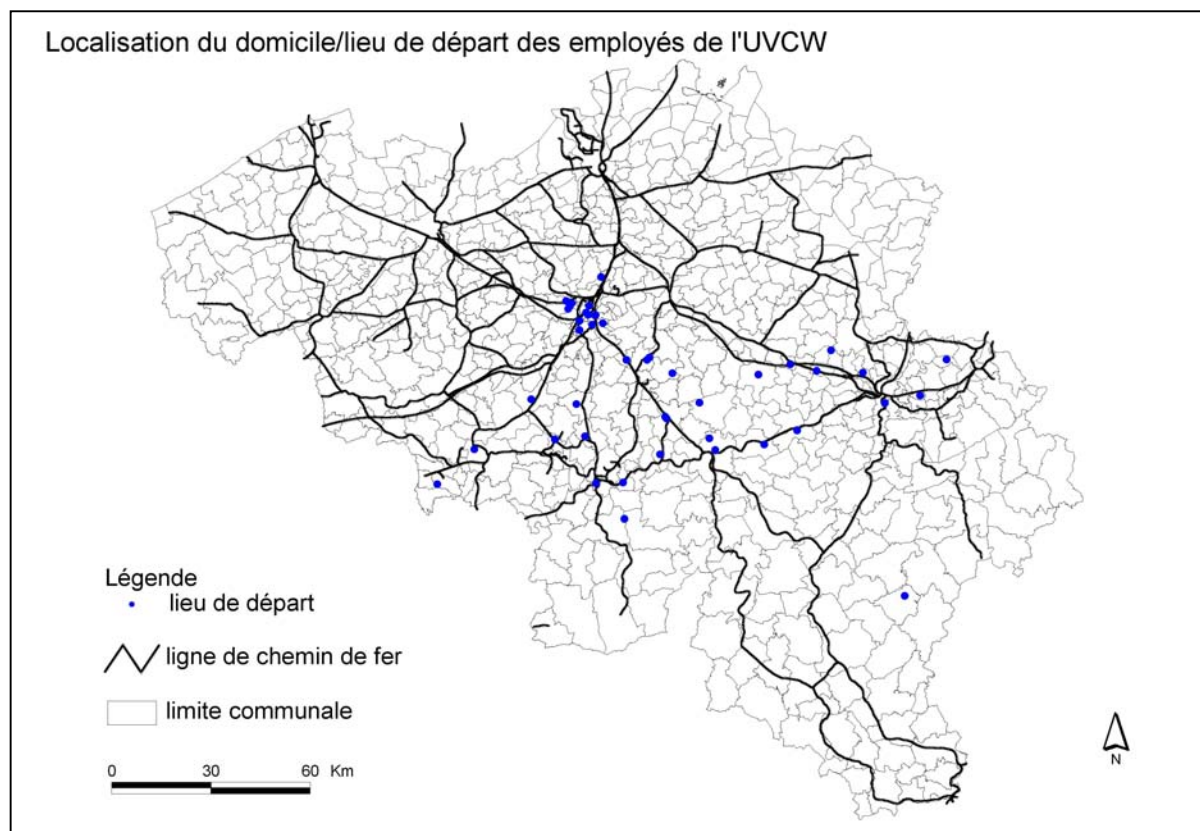 Localisation du domicile/lieu de départ des employés de l'UVCW
Légende
lieu de départ
ligne de chemin de fer
limite communale
0 30 60 Km
N